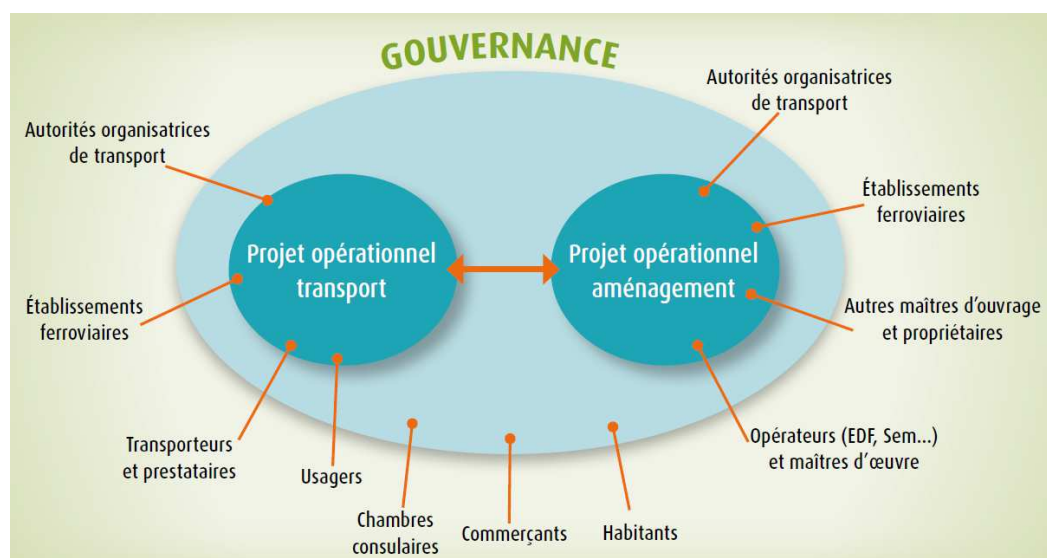 GOUVERNANCE
Autorités organisatrices
de transport
Autorités organisatrices
de transport
Établissements
ferroviaires
Projet opérationnel
transport
Projet opérationnel
aménagement
Établissements
ferroviaires
Autres maîtres d'ouvrage
et propriétaires
Transporteurs
et prestataires
Usagers
Opérateurs (EDF, Sem...)
et maîtres d'œuvre
Chambres
consulaires
Commerçants
Habitants